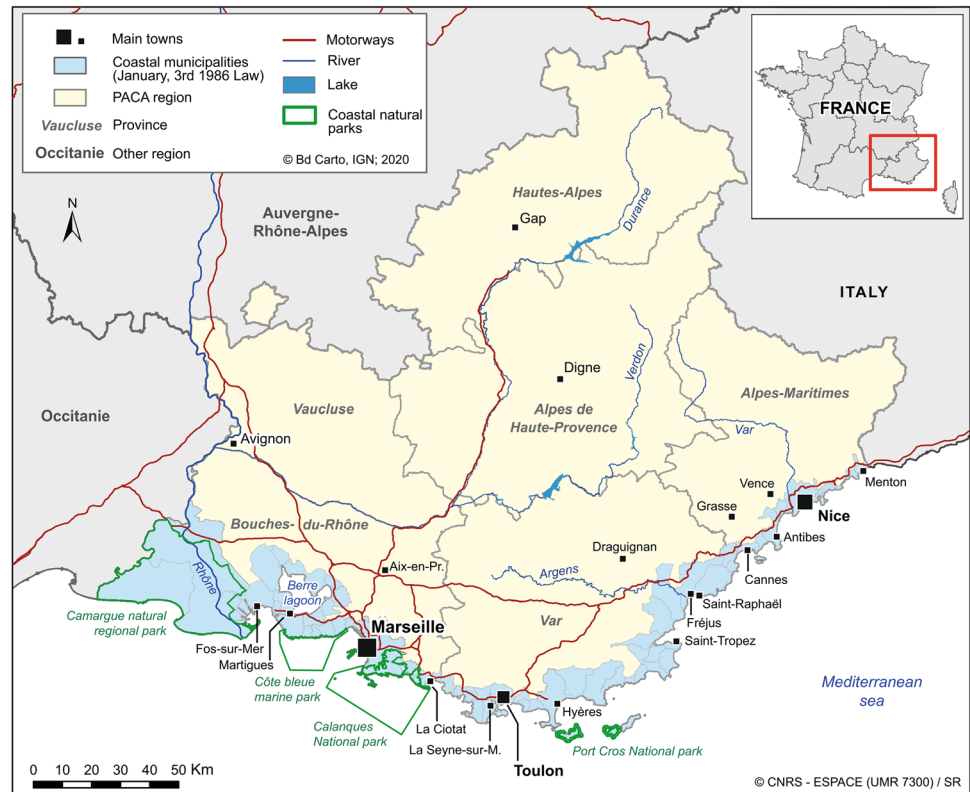 Main towns
Coastal municipalities
(January, 3rd 1986 Law)
PACA region
Vaucluse Province
Occitanie Other region
Motorways
River
Lake
Coastal natural
parks
© Bd Carto, IGN; 2020
FRANCE
N
Auvergne-
Rhône-Alpes
Hautes-Alpes
Gap
Durance
ITALY
Occitanie
Vaucluse
Avignon
Digne
Verdon
Alpes de
Haute-Provence
Alpes-Maritimes
Var
Vence
Grasse
Menton
Nice
Antibes
Cannes
Bouches-du-Rhône
Aix-en-Pr.
Draguignan
Argens
Saint-Raphaël
Fréjus
Saint-Tropez
Var
Rhône
Berre
lagoon
Camargue natural
regional park
Fos-sur-Mer
Martigues
Marseille
Côte bleue
marine park
Calanques
National park
La Ciotat
La Seyne-sur-M.
Toulon
Hyères
Port Cros National park
Mediterranean
sea
0 10 20 30 40 50 Km
© CNRS - ESPACE (UMR 7300) / SR